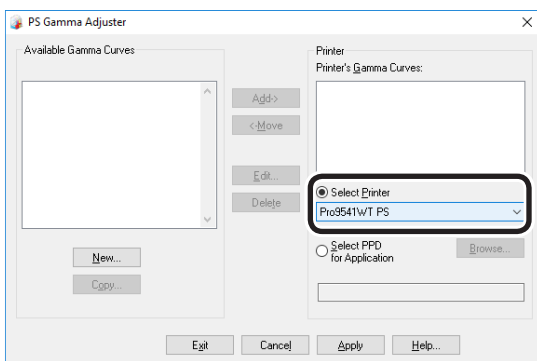 PS Gamma Adjuster
Available Gamma Curves
Printer
Printer's Gamma Curves:
Add->
<-Move
Edit...
Delete
Select Printer
Pro9541WT PS
Select PPD
for Application
Browse...
New...
Copy...
Exit
Cancel
Apply
Help...